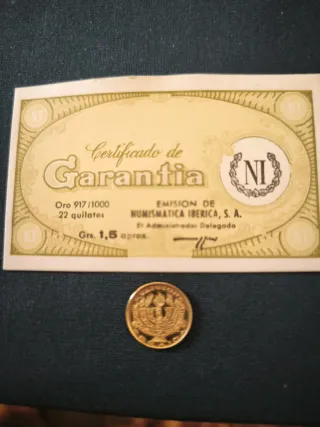 Certificado de
Garantia
NI
Oro 917/1000
22 quilates
Grs. 1,5 aprox.
EMISION DE
NUMISMATICA IBERICA, S. A.
El Administrador Delegado